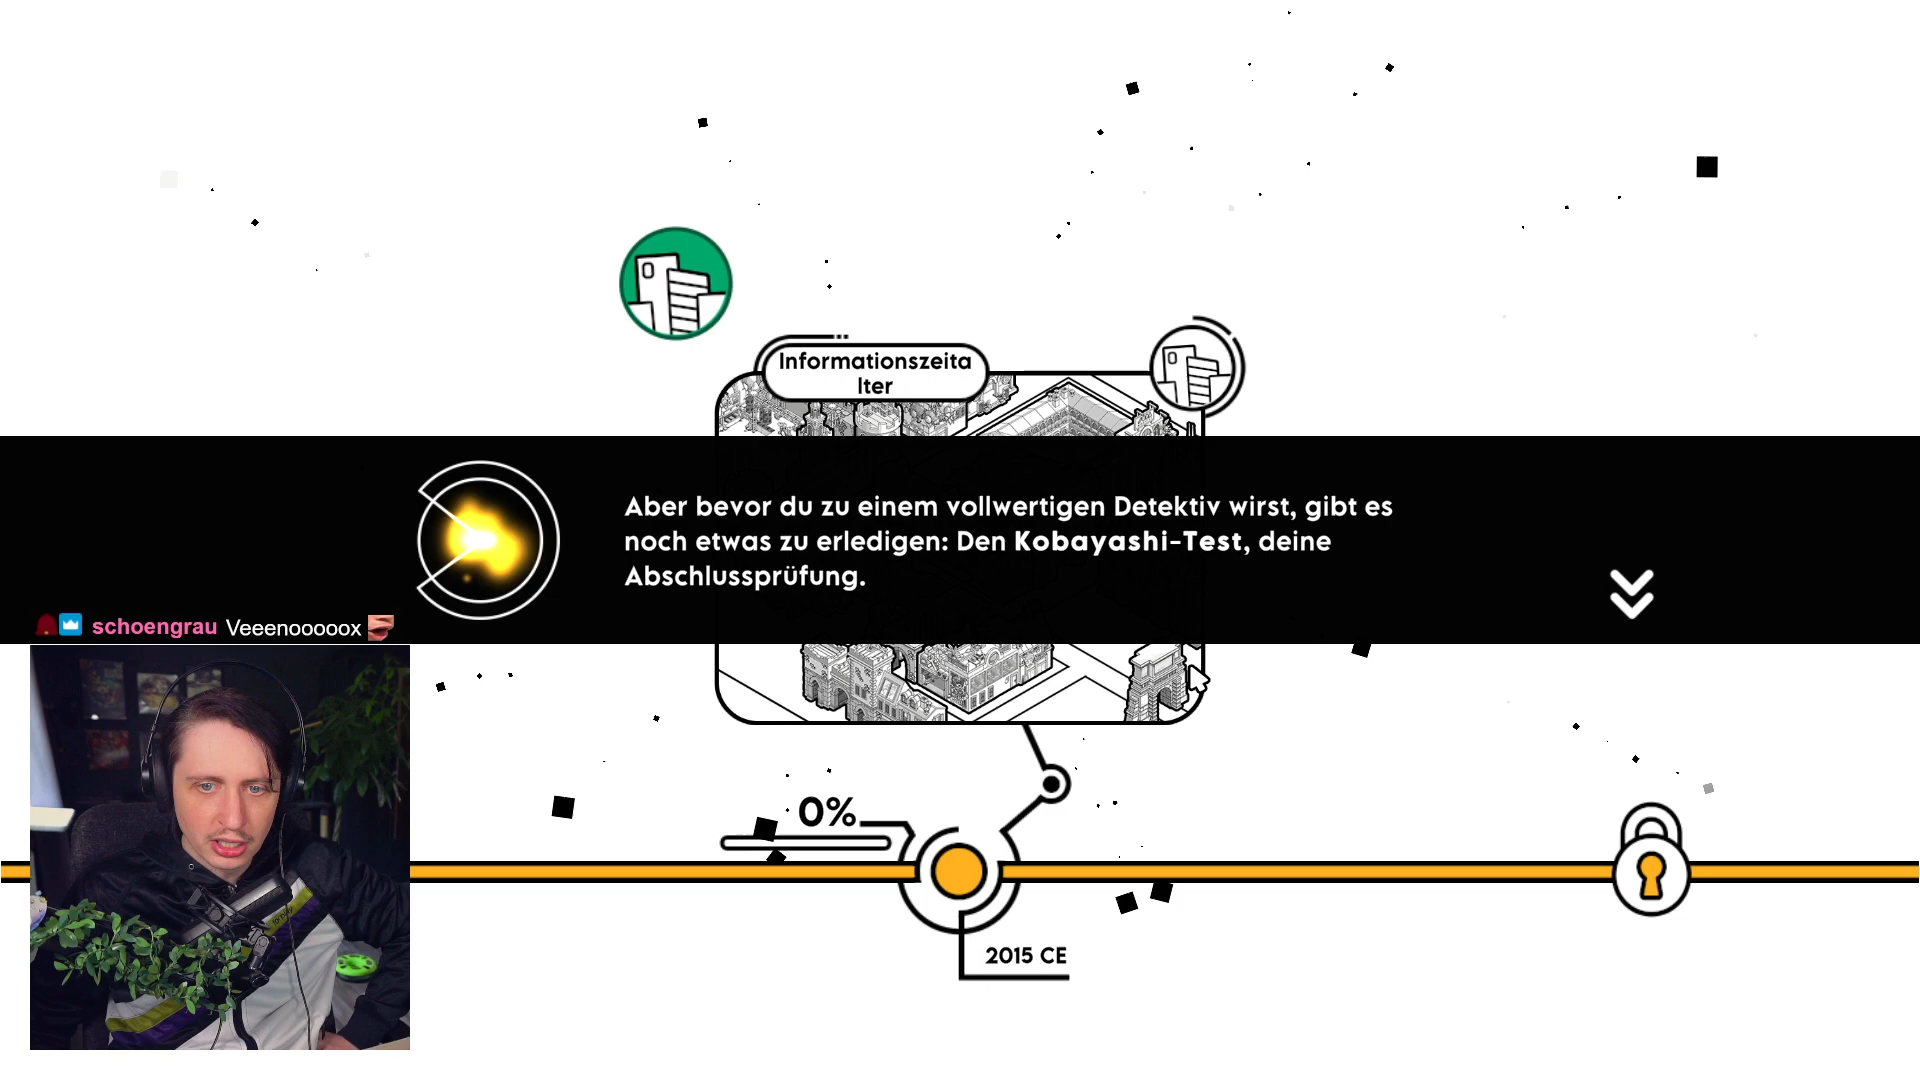 Informationszeita
lter
Aber bevor du zu einem vollwertigen Detektiv wirst, gibt es
noch etwas zu erledigen: Den Kobayashi-Test, deine
Abschlussprüfung.
schoengrau Veeenooooox
0%
2015 CE